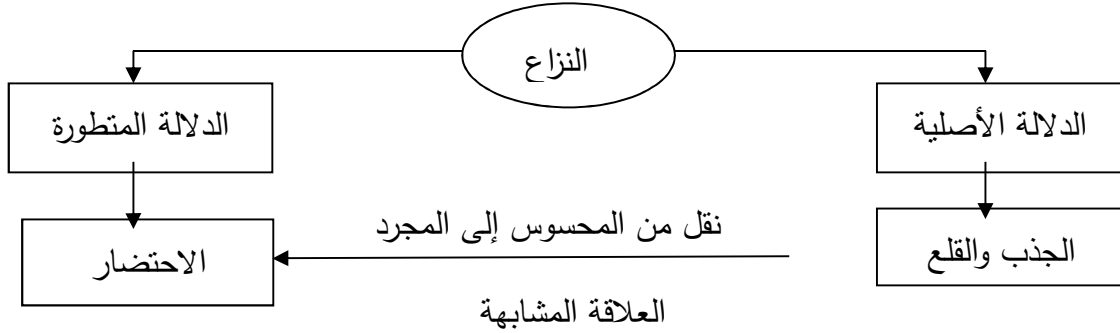 النزاع
الدلالة الأصلية
الدلالة المتطورة
الجذب والقلع
نقل من المحسوس إلى المجرد
الاحتضار
العلاقة المشابهة